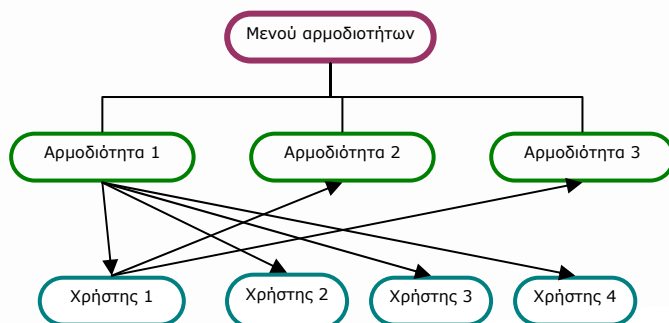 Μενού αρμοδιοτήτων
Αρμοδιότητα 1
Αρμοδιότητα 2
Αρμοδιότητα 3
Χρήστης 1
Χρήστης 2
Χρήστης 3
Χρήστης 4